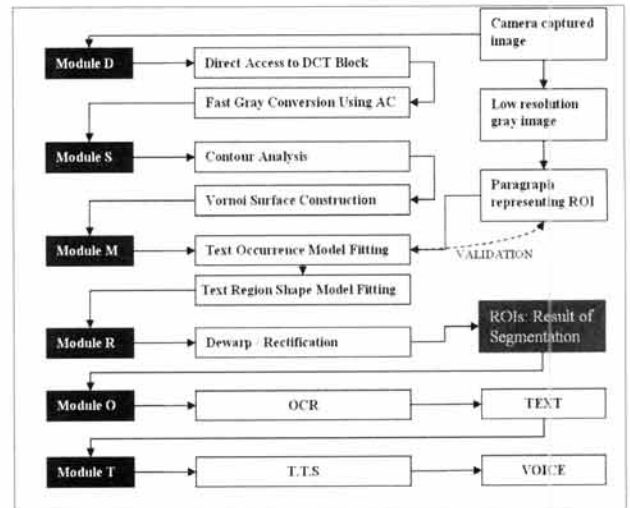 Camera captured
image
Module D
Direct Access to DCT Block
Fast Gray Conversion Using AC
Low resolution
gray image
Module S
Contour Analysis
Vornoi Surface Construction
Paragraph
representing ROI
Module M
Text Occurrence Model Fitting
VALIDATION
Text Region Shape Model Fitting
Module R
Dewarp / Rectification
ROIs: Result of
Segmentation
Module O
OCR
TEXT
Module T
T.T.S
VOICE